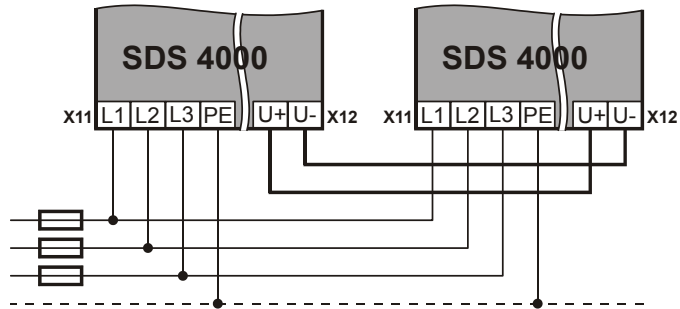 SDS 4000 SDS 4000
X11 L1 L2 L3 PE U+ U- X12 X11 L1 L2 L3 PE U+ U- X12